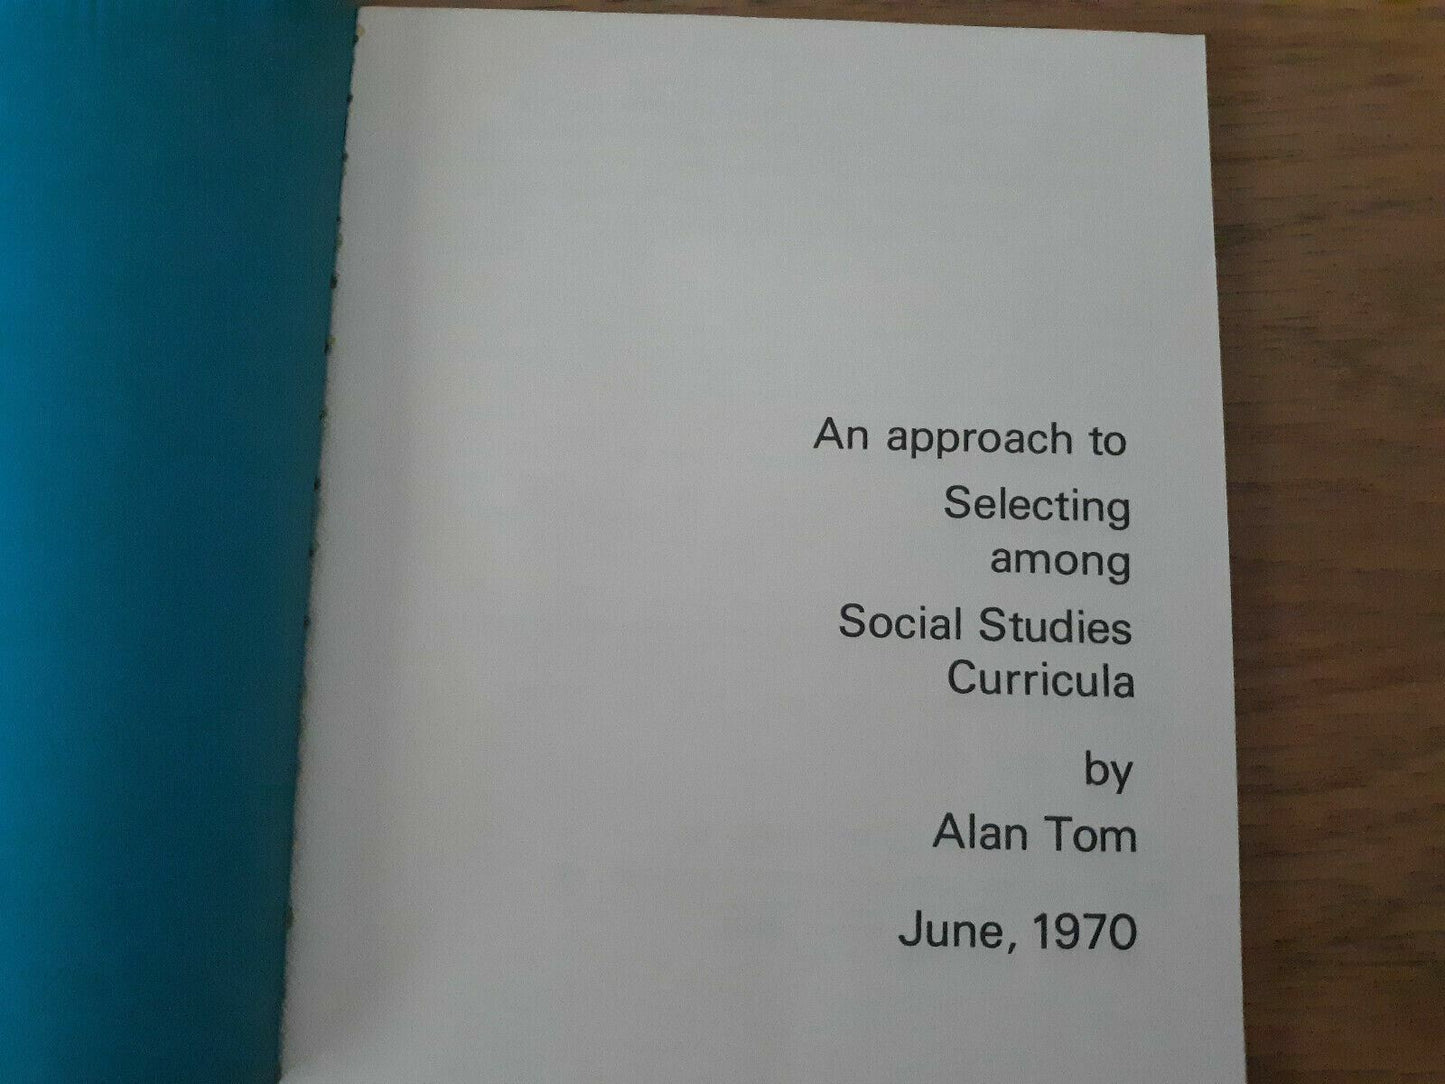 An approach to
Selecting
among
Social Studies
Curricula
by
Alan Tom
June, 1970